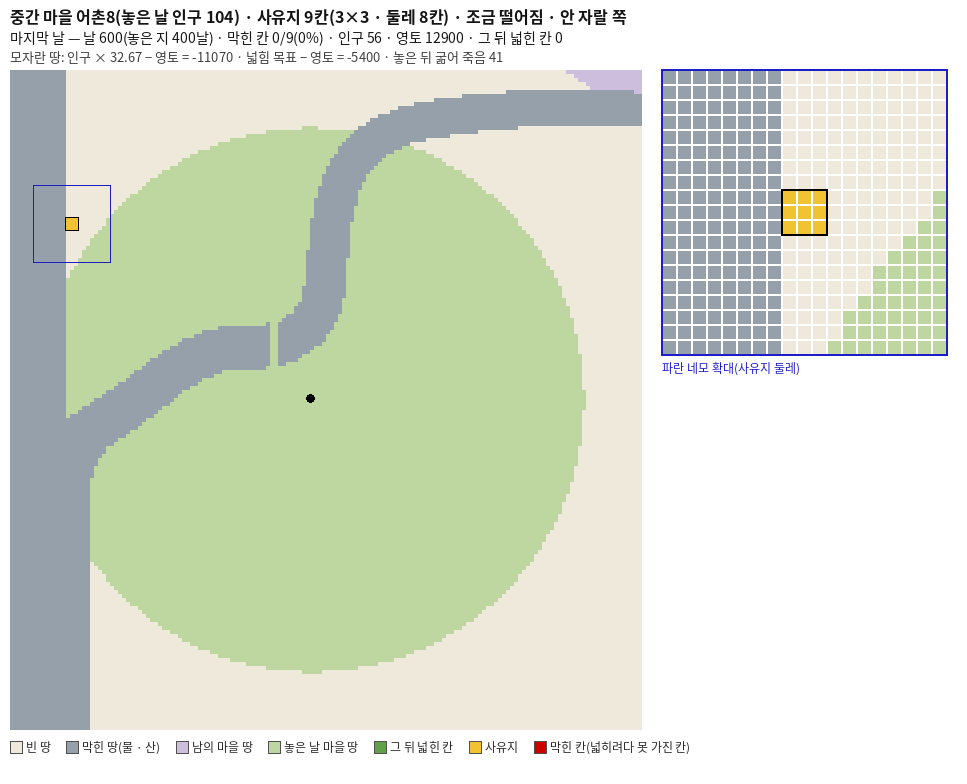 중간 마을 어촌8(놓은 날 인구 104) · 사유지 9칸(3×3 · 둘레 8칸) · 조금 떨어짐 · 안 자랄 쪽
마지막 날 — 날 600(놓은 지 400날) · 막힌 칸 0/9(0%) · 인구 56 · 영토 12900 · 그 뒤 넓힌 칸 0
모자란 땅: 인구 × 32.67 − 영토 = -11070 · 넓힘 목표 − 영토 = -5400 · 놓은 뒤 굶어 죽음 41
파란 네모 확대(사유지 둘레)
빈 땅 막힌 땅(물 · 산) 남의 마을 땅 놓은 날 마을 땅 그 뒤 넓힌 칸 사유지 막힌 칸(넓히려다 못 가진 칸)